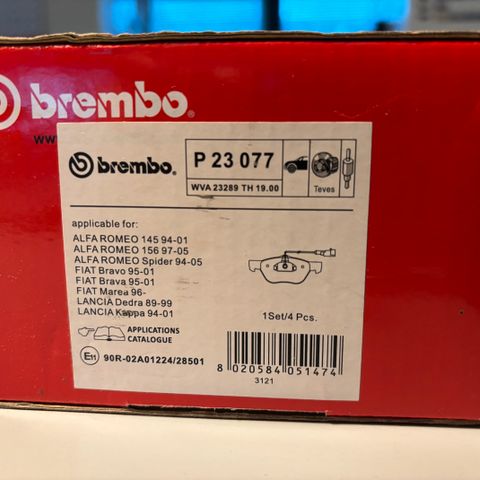 brembo.
www.
brembo.
P 23 077
WVA 23289 TH 19.00
Teves
applicable for:
ALFA ROMEO 145 94-01
ALFA ROMEO 156 97-05
ALFA ROMEO Spider 94-05
FIAT Bravo 95-01
FIAT Brava 95-01
FIAT Marea 96-
LANCIA Dedra 89-99
LANCIA Kappa 94-01
1Set/4 Pcs.
APPLICATIONS
CATALOGUE
E11 90R-02A01224/28501
8 020584 051474
3121